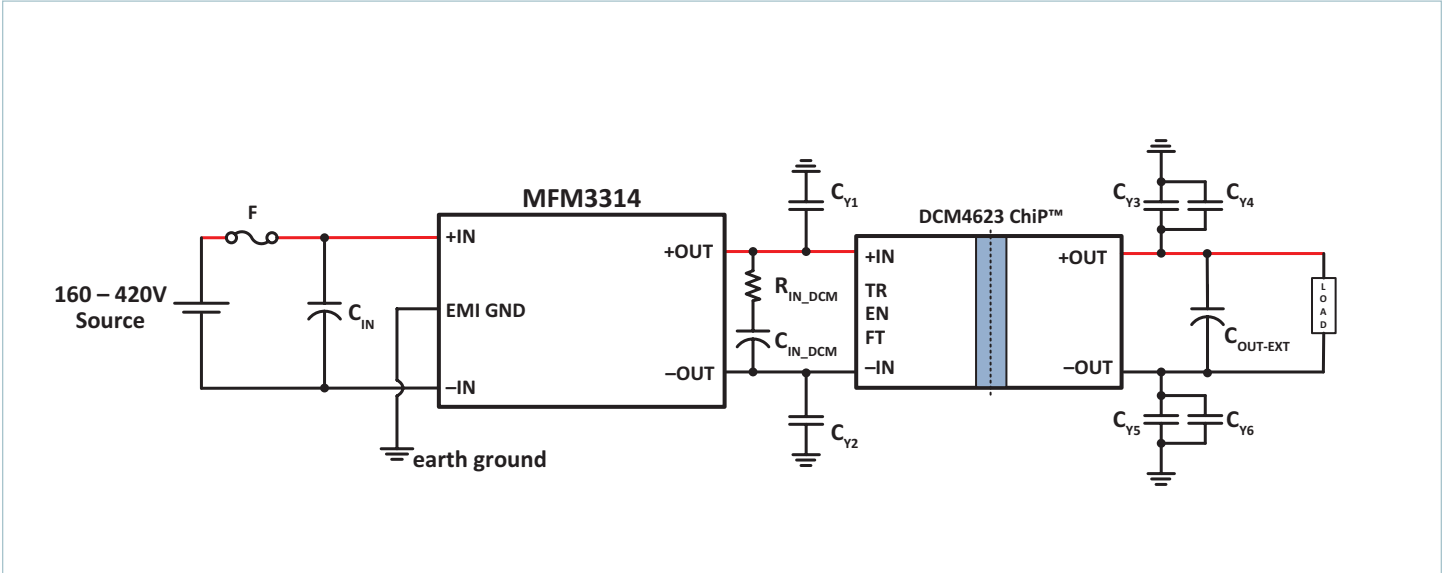 MFM3314
DCM4623 ChiP™
F
160 – 420V
Source
C_IN
+IN
EMI GND
–IN
+OUT
–OUT
earth ground
C_Y1
R_IN_DCM
C_IN_DCM
C_Y2
+IN
TR
EN
FT
–IN
+OUT
–OUT
C_Y3
C_Y4
C_OUT-EXT
LOAD
C_Y5
C_Y6